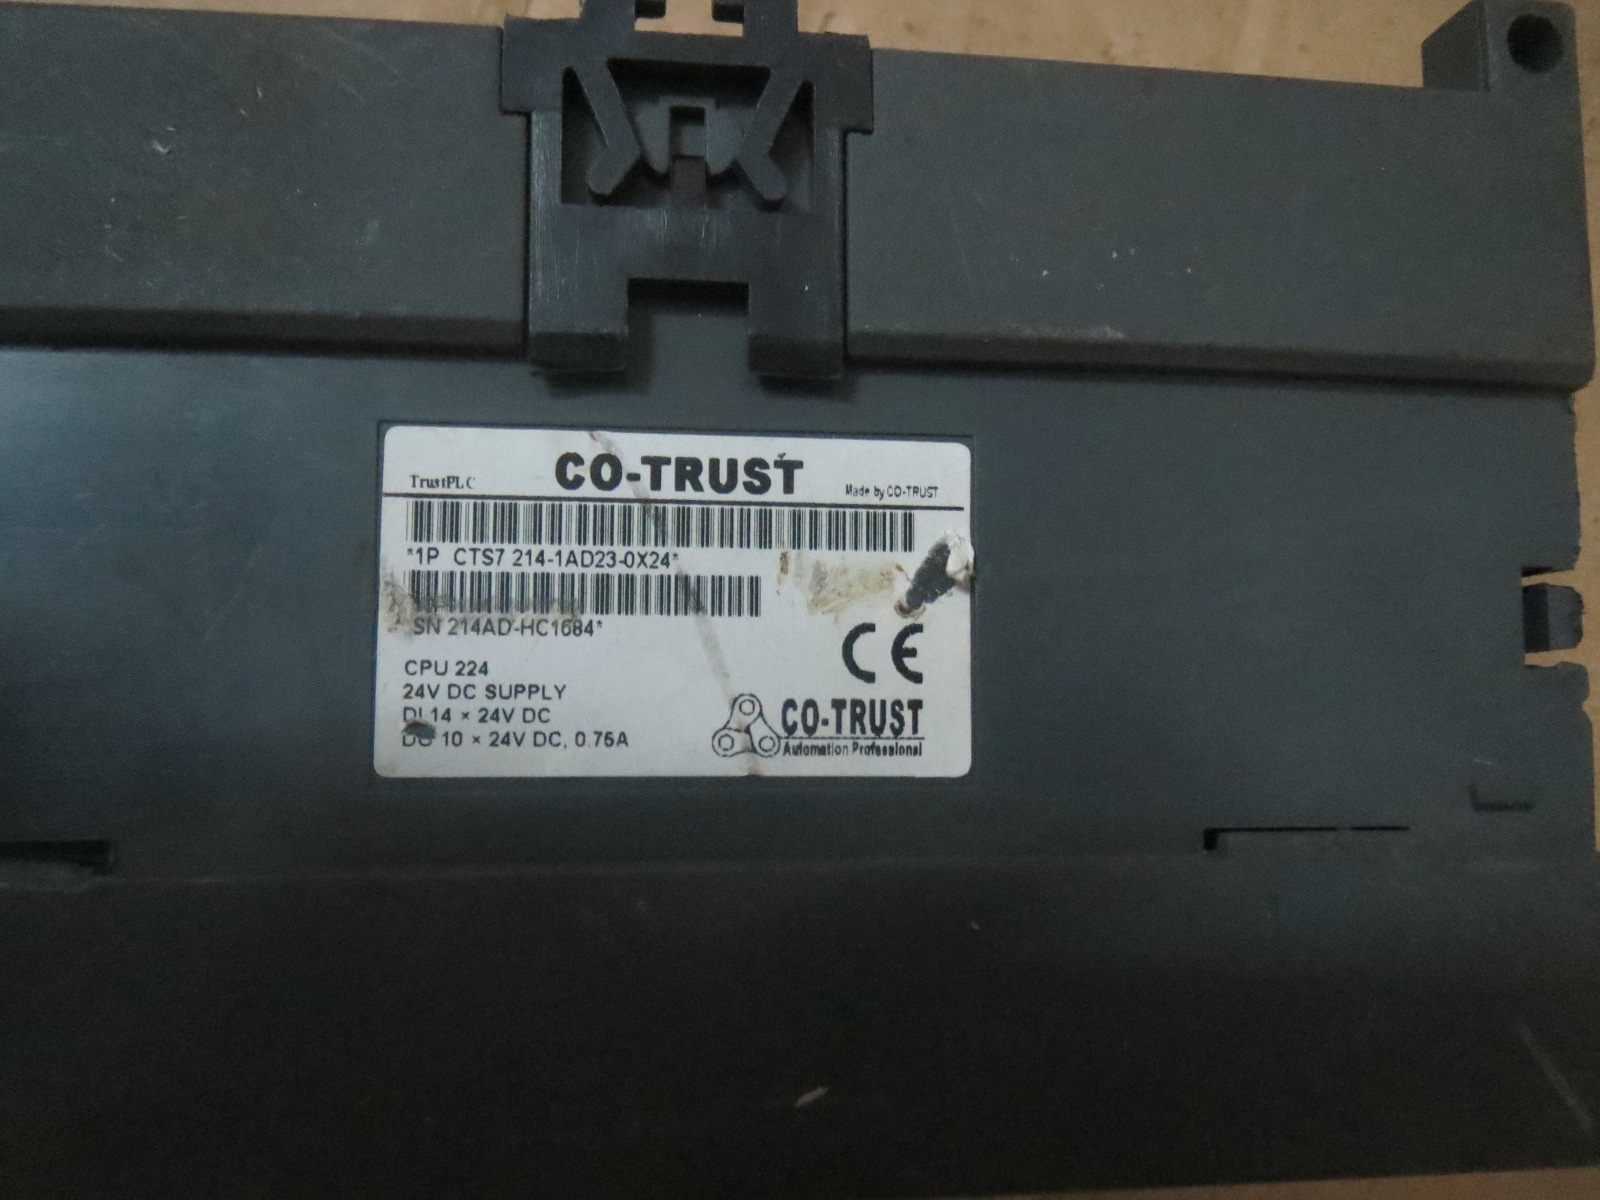 TrustPLC CO-TRUST Made by CO-TRUST
*1P CTS7 214-1AD23-0X24*
SN 214AD-HC1684*
CPU 224
24V DC SUPPLY
DI 14 × 24V DC
DO 10 × 24V DC, 0.75A
CE
CO-TRUST
Automation Professional